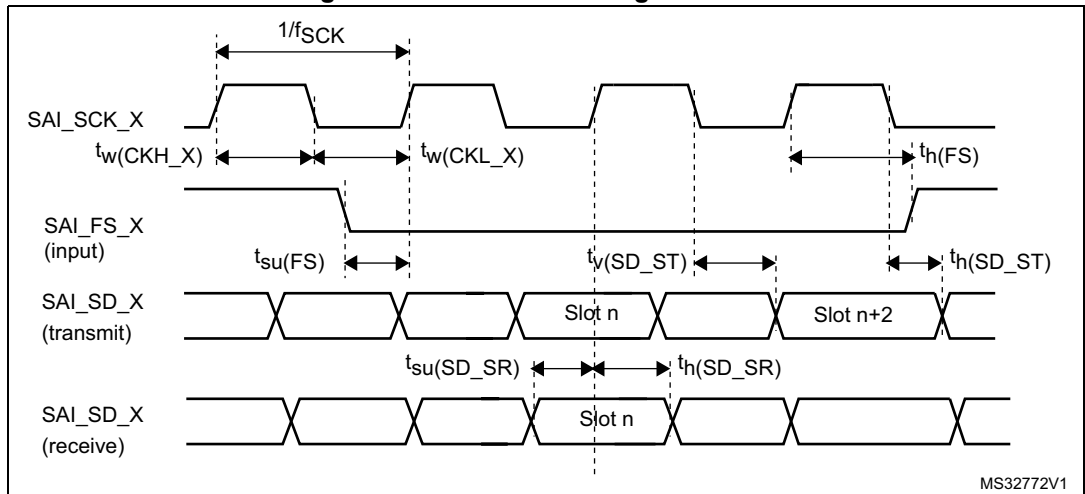 1/fSCK
SAI_SCK_X
tw(CKH_X)
tw(CKL_X)
th(FS)
SAI_FS_X
(input)
tsu(FS)
tv(SD_ST)
th(SD_ST)
SAI_SD_X
(transmit)
Slot n
Slot n+2
tsu(SD_SR)
th(SD_SR)
SAI_SD_X
(receive)
Slot n
MS32772V1